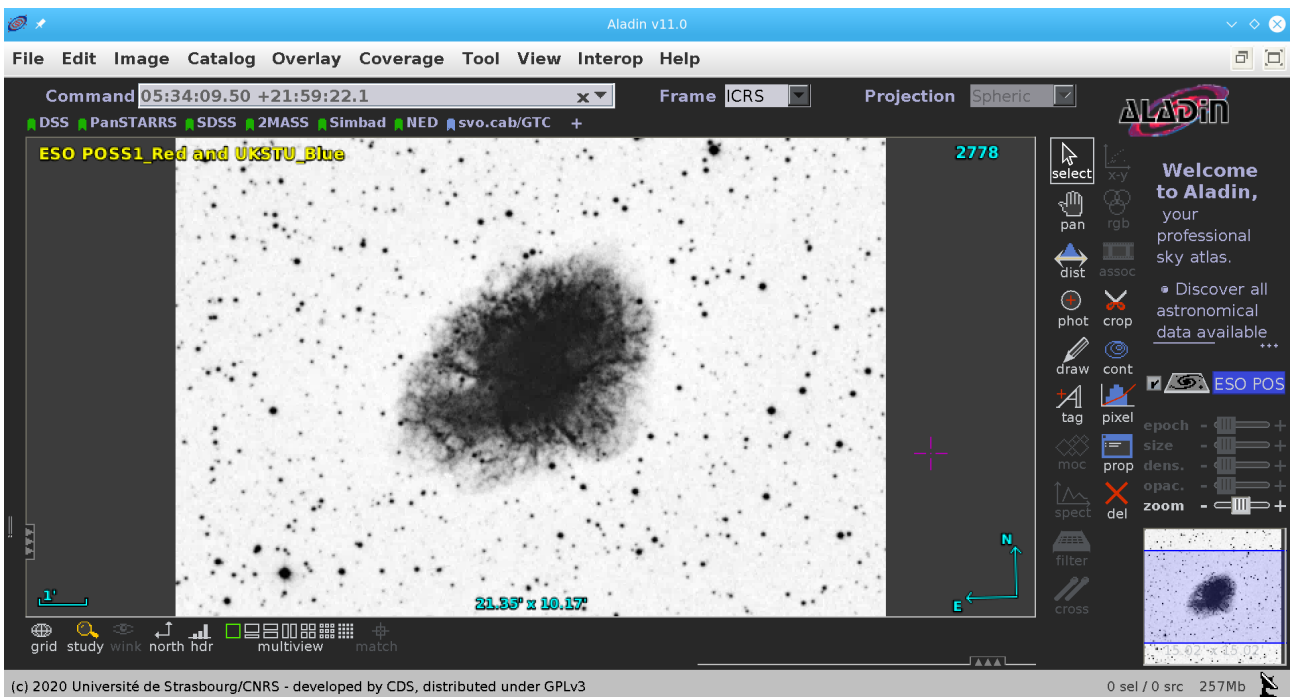 Aladin v11.0
File Edit Image Catalog Overlay Coverage Tool View Interop Help
Command 05:34:09.50 +21:59:22.1 x Frame ICRS Projection Spheric
ALADiN
DSS PanSTARRS SDSS 2MASS Simbad NED svo.cab/GTC +
ESO POSS1_Red and UKSTU_Blue
2778
select x-y
pan rgb
dist assoc
phot crop
draw cont
tag pixel
moc prop
spect del
filter
cross
Welcome
to Aladin,
your
professional
sky atlas.
• Discover all
astronomical
data available
...
ESO POS
epoch - +
size - +
dens. - +
opac. - +
zoom - +
N
E
1'
21.35' x 10.17'
15.02' x 15.02'
grid study wink north hdr multiview match
(c) 2020 Université de Strasbourg/CNRS - developed by CDS, distributed under GPLv3
0 sel / 0 src 257Mb